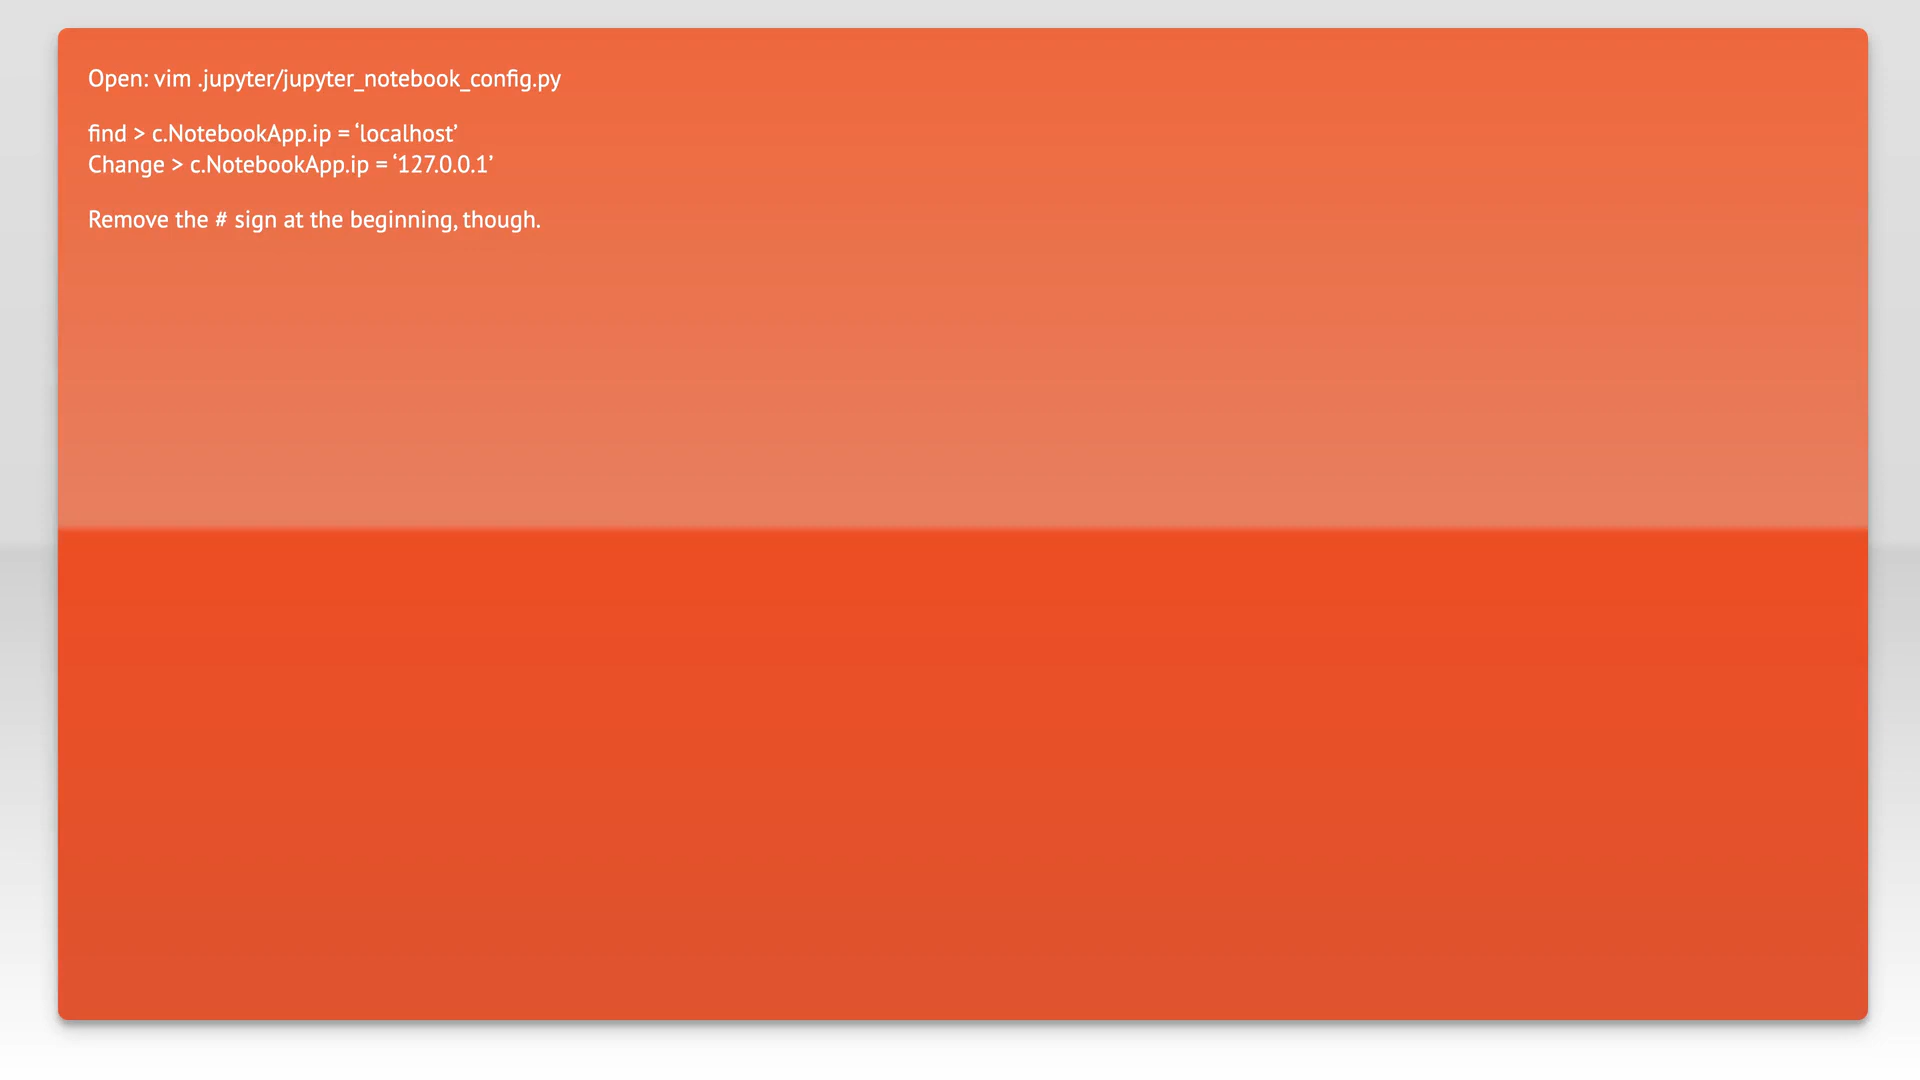 Open: vim .jupyter/jupyter_notebook_config.py
find > c.NotebookApp.ip = ‘localhost’
Change > c.NotebookApp.ip = ‘127.0.0.1’
Remove the # sign at the beginning, though.